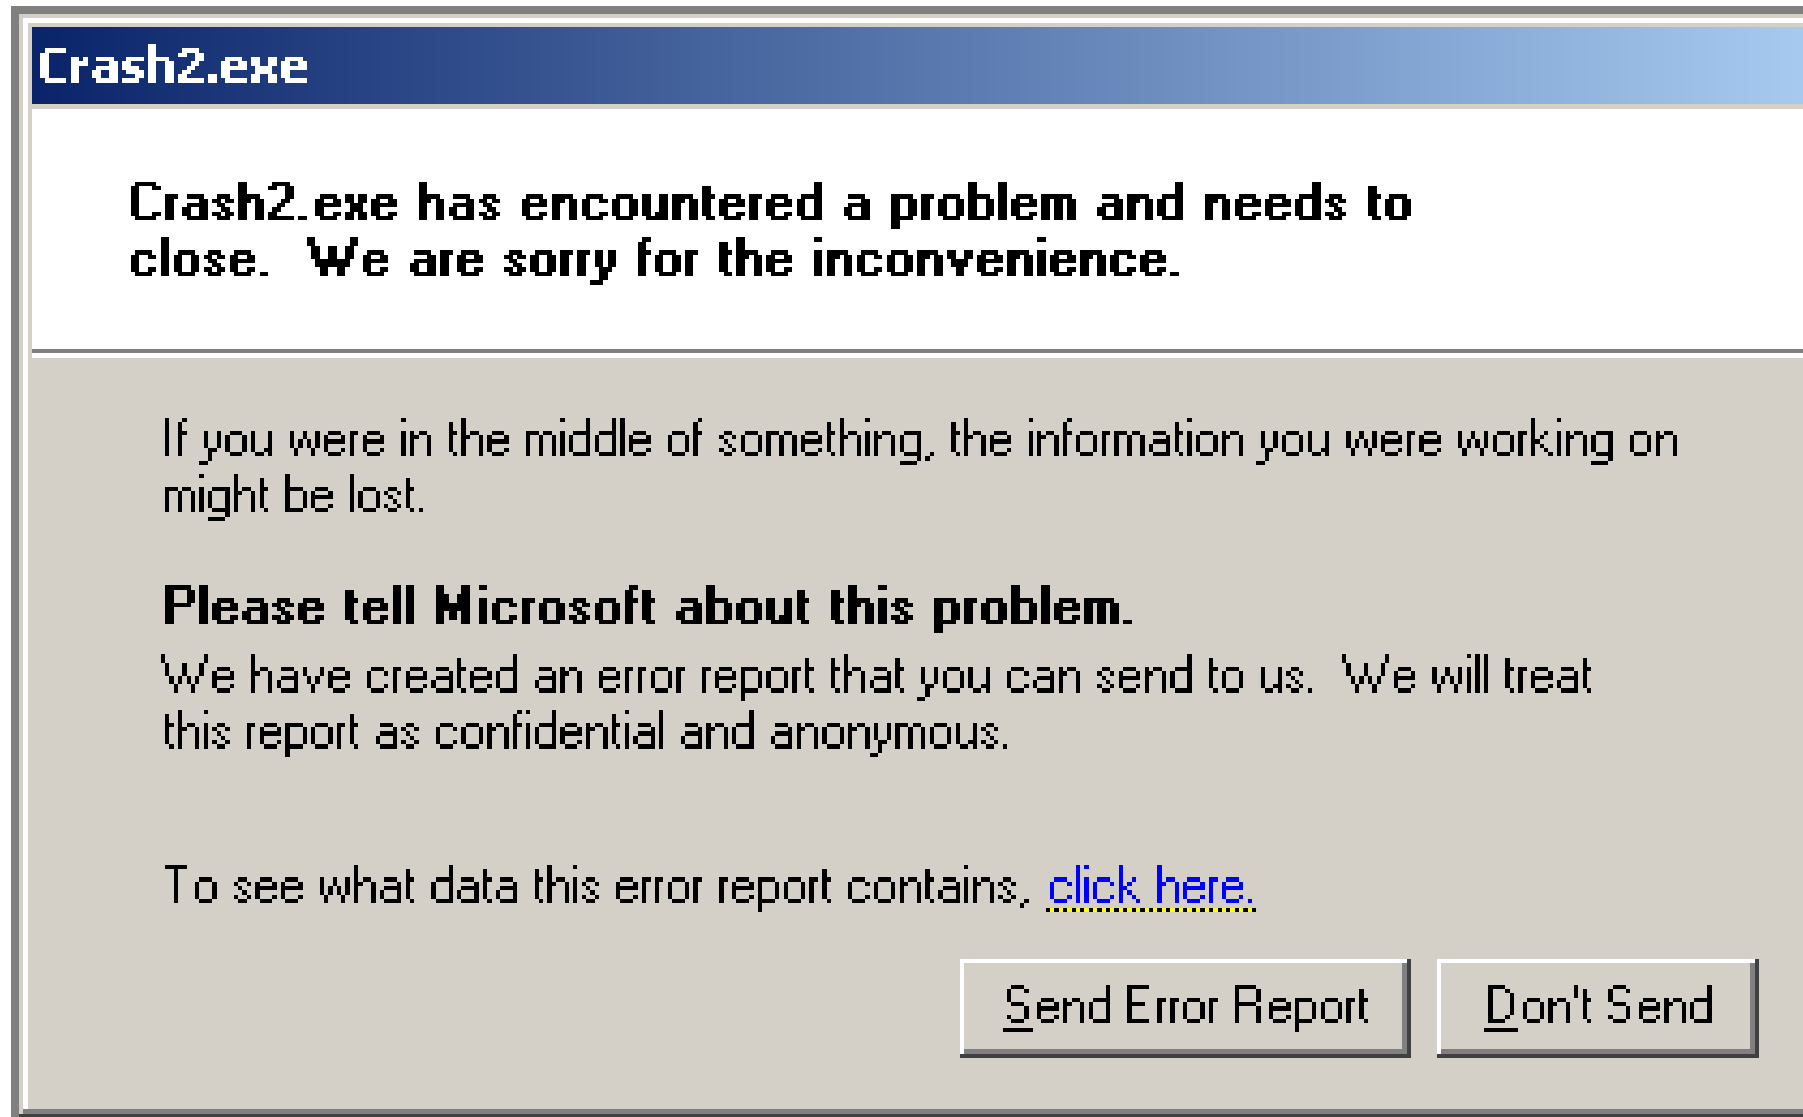 Crash2.exe
Crash2.exe has encountered a problem and needs to
close.  We are sorry for the inconvenience.
If you were in the middle of something, the information you were working on
might be lost.
Please tell Microsoft about this problem.
We have created an error report that you can send to us.  We will treat
this report as confidential and anonymous.
To see what data this error report contains, click here.
Send Error Report Don't Send